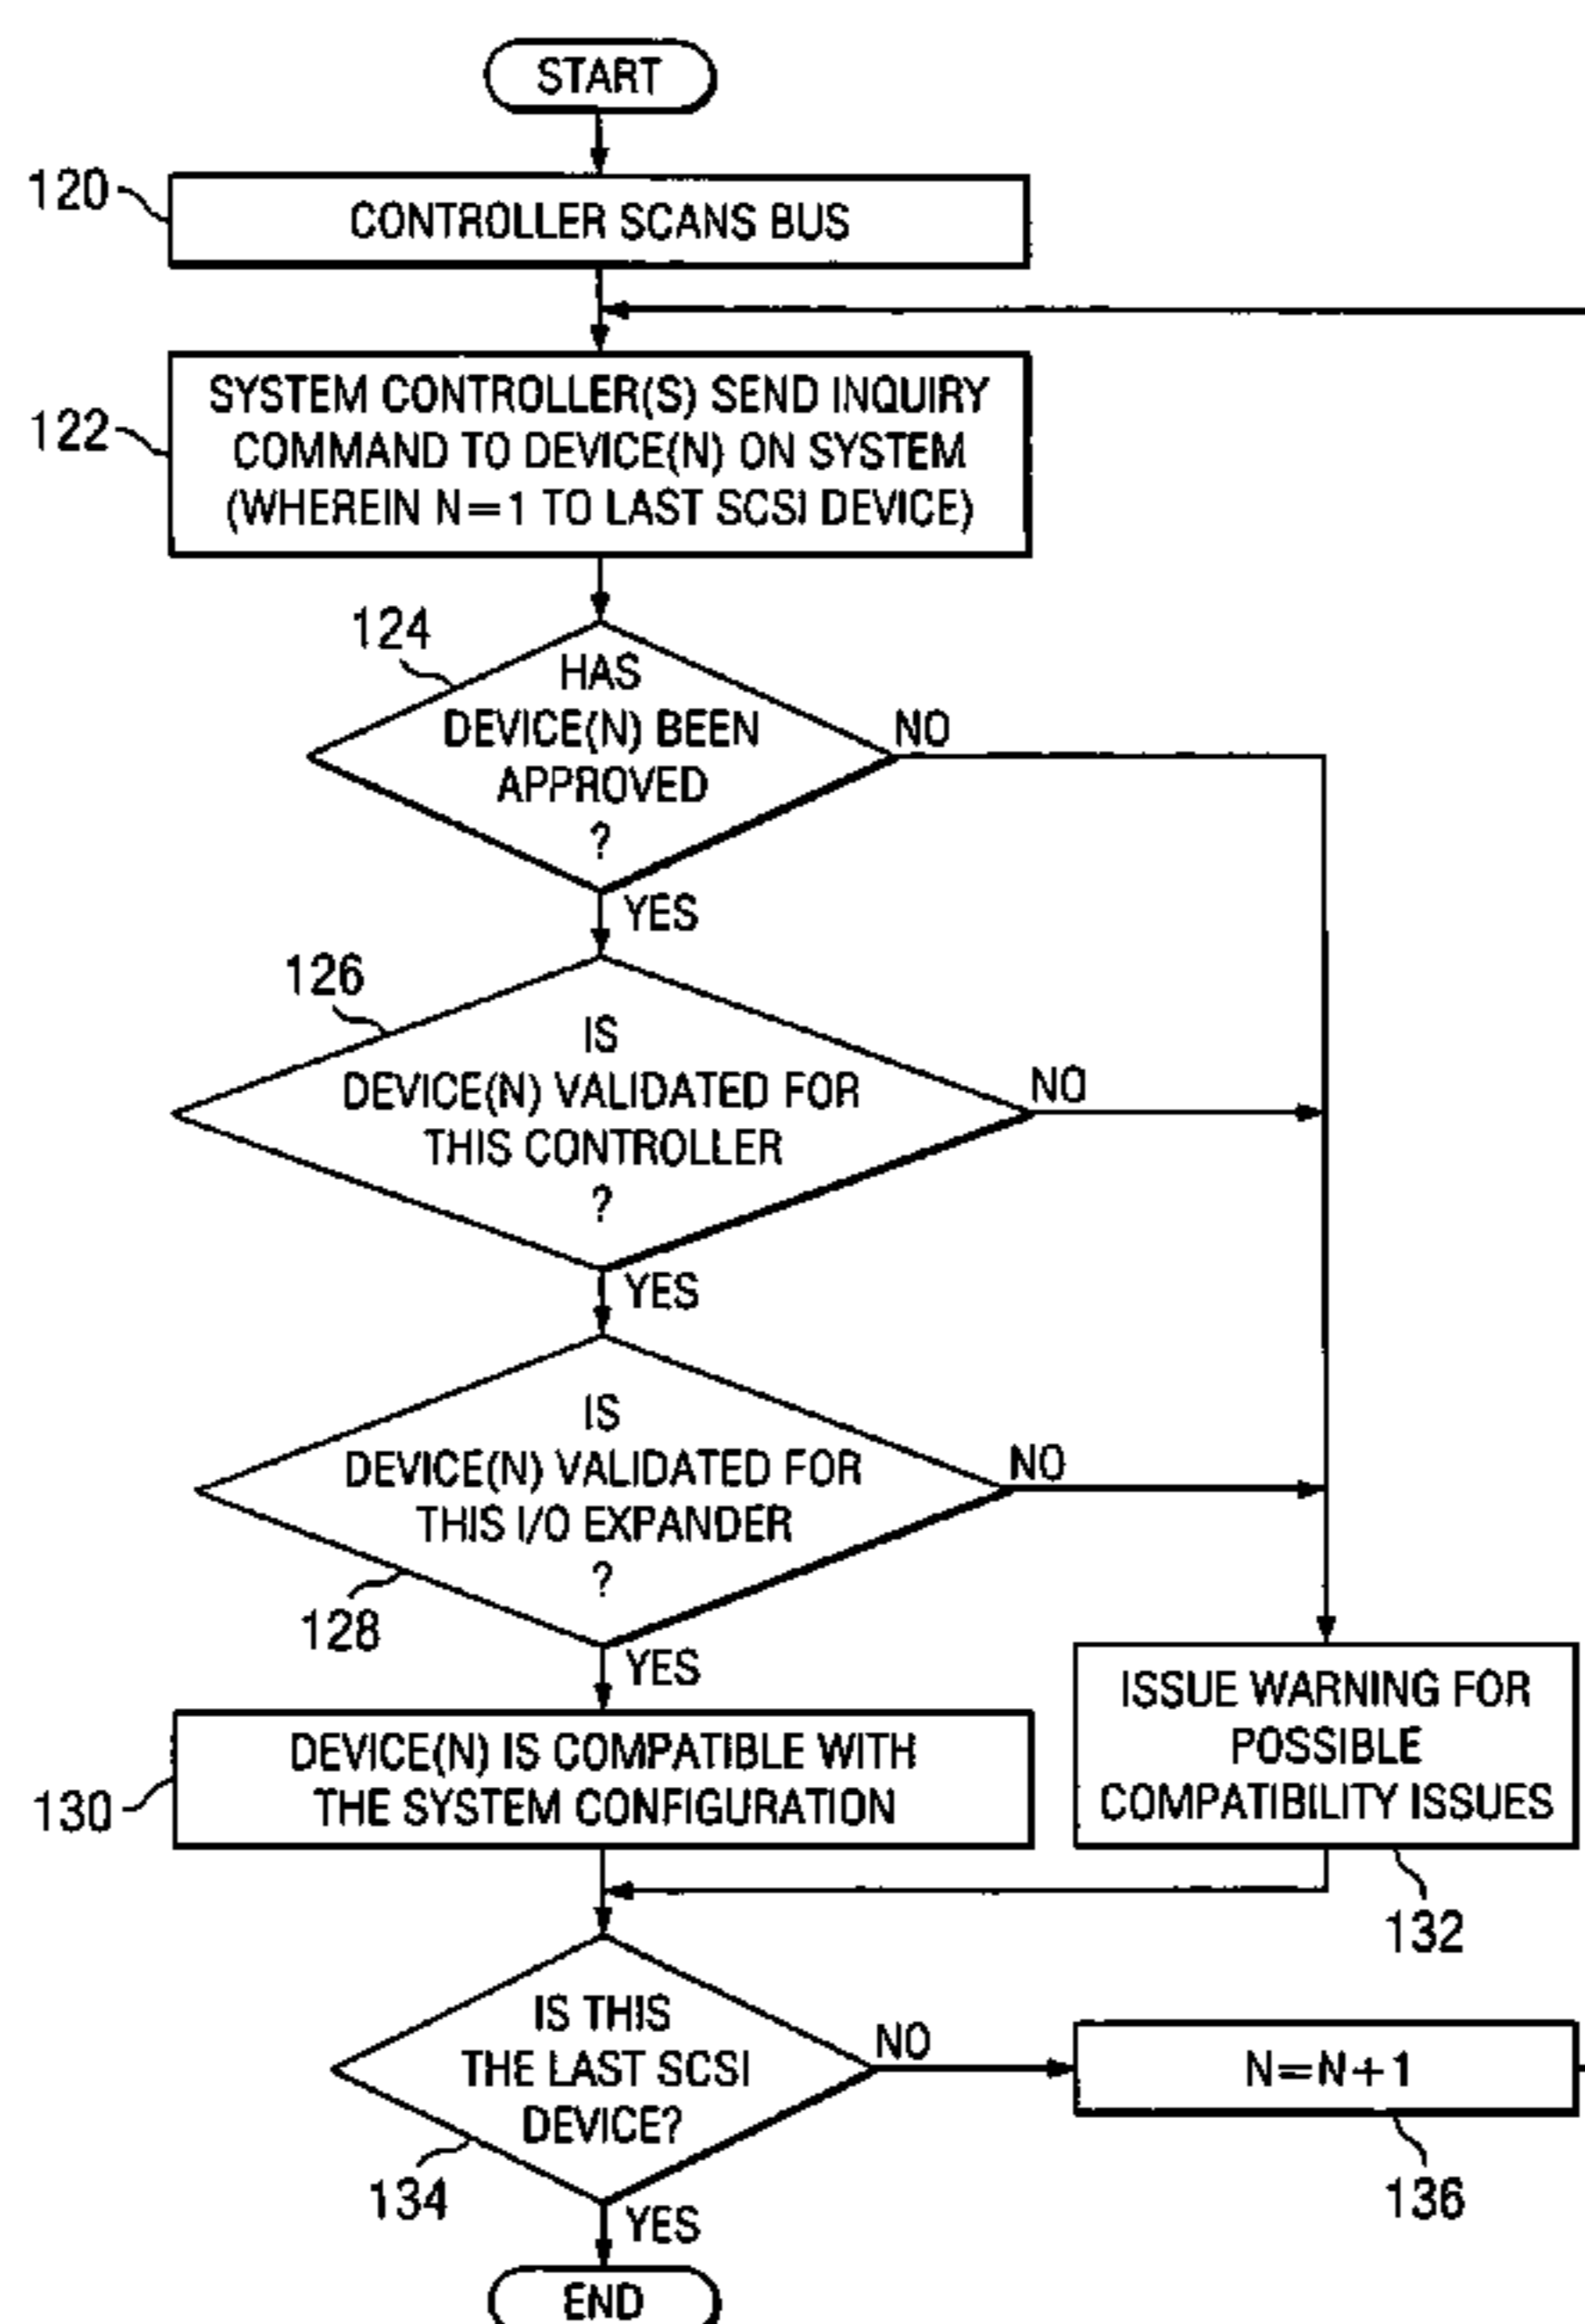 START
120
CONTROLLER SCANS BUS
122
SYSTEM CONTROLLER(S) SEND INQUIRY
COMMAND TO DEVICE(N) ON SYSTEM
(WHEREIN N=1 TO LAST SCSI DEVICE)
124
HAS
DEVICE(N) BEEN
APPROVED
?
NO
YES
126
IS
DEVICE(N) VALIDATED FOR
THIS CONTROLLER
?
NO
YES
IS
DEVICE(N) VALIDATED FOR
THIS I/O EXPANDER
?
NO
128
YES
130
DEVICE(N) IS COMPATIBLE WITH
THE SYSTEM CONFIGURATION
ISSUE WARNING FOR
POSSIBLE
COMPATIBILITY ISSUES
132
IS THIS
THE LAST SCSI
DEVICE?
NO
N=N+1
134
136
YES
END